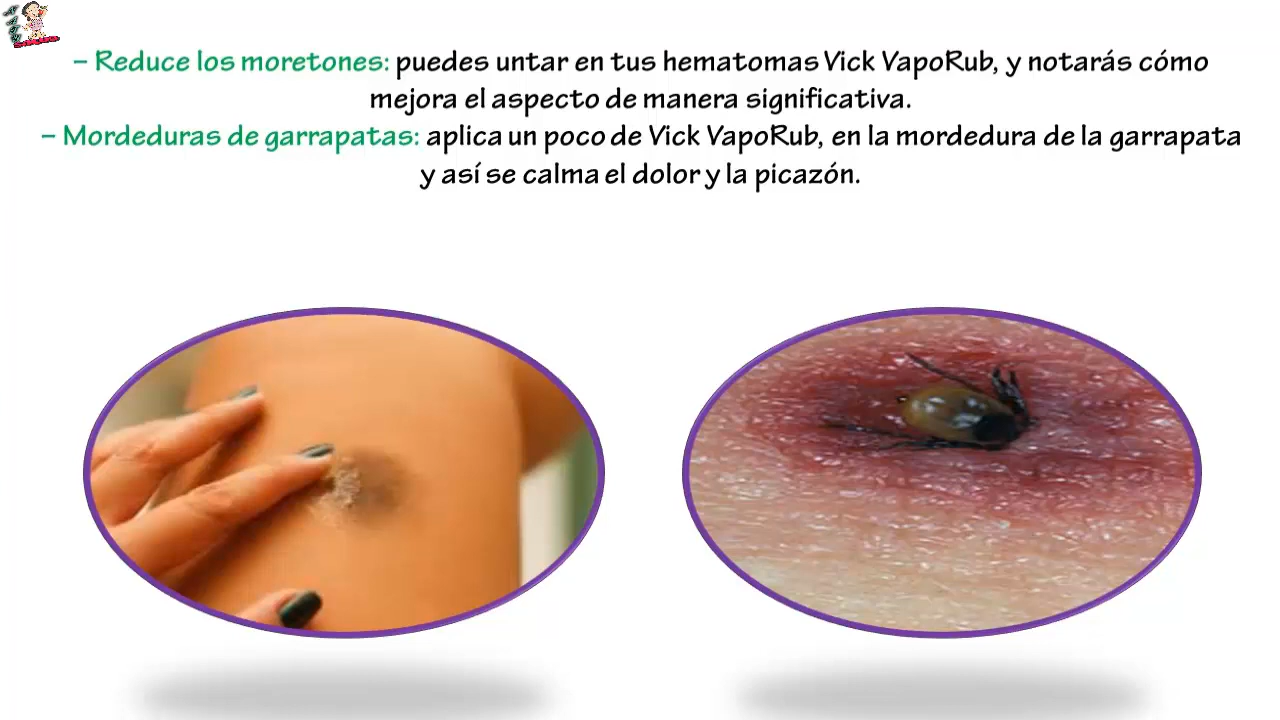 – Reduce los moretones: puedes untar en tus hematomas Vick VapoRub, y notarás cómo
mejora el aspecto de manera significativa.
– Mordeduras de garrapatas: aplica un poco de Vick VapoRub, en la mordedura de la garrapata
y así se calma el dolor y la picazón.